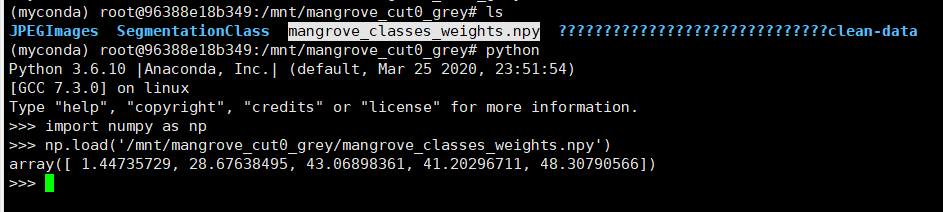 (myconda) root@96388e18b349:/mnt/mangrove_cut0_grey# ls
JPEGImages  SegmentationClass  mangrove_classes_weights.npy  ??????????????????????????????clean-data
(myconda) root@96388e18b349:/mnt/mangrove_cut0_grey# python
Python 3.6.10 |Anaconda, Inc.| (default, Mar 25 2020, 23:51:54)
[GCC 7.3.0] on linux
Type "help", "copyright", "credits" or "license" for more information.
>>> import numpy as np
>>> np.load('/mnt/mangrove_cut0_grey/mangrove_classes_weights.npy')
array([ 1.44735729, 28.67638495, 43.06898361, 41.20296711, 48.30790566])
>>>